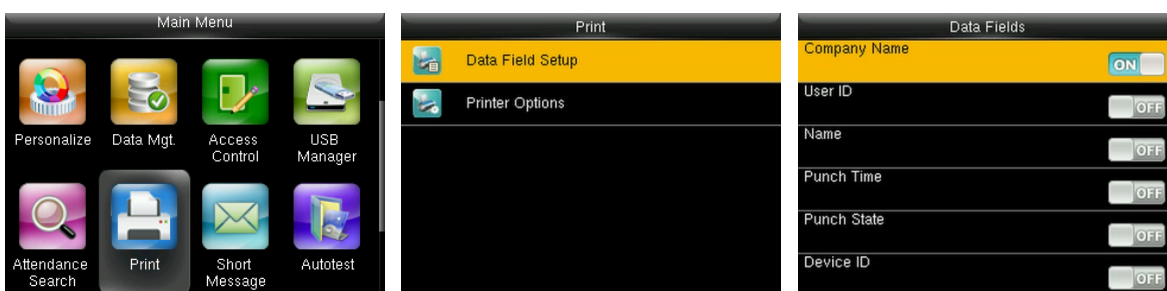 Main Menu
Personalize
Data Mgt.
Access
Control
USB
Manager
Attendance
Search
Print
Short
Message
Autotest
Print
Data Field Setup
Printer Options
Data Fields
Company Name
ON
User ID
OFF
Name
OFF
Punch Time
OFF
Punch State
OFF
Device ID
OFF